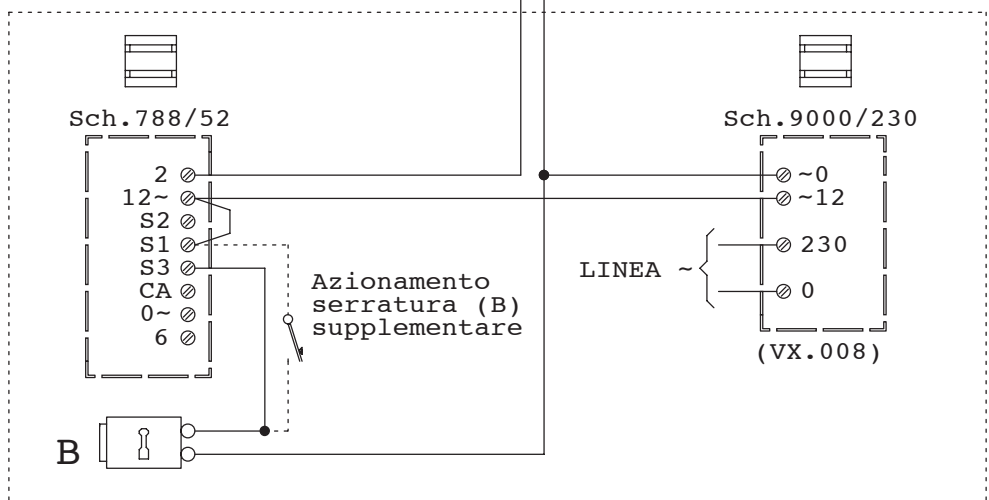 Sch.788/52
2
12~
S2
S1
S3
CA
0~
6
Azionamento
serratura (B)
supplementare
B
Sch.9000/230
~0
~12
230
0
LINEA ~
(VX.008)